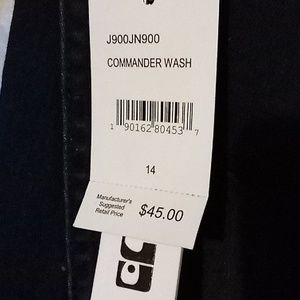 J900JN900
COMMANDER WASH
1 90162 80453 7
14
Manufacturer's
Suggested
Retail Price
$45.00